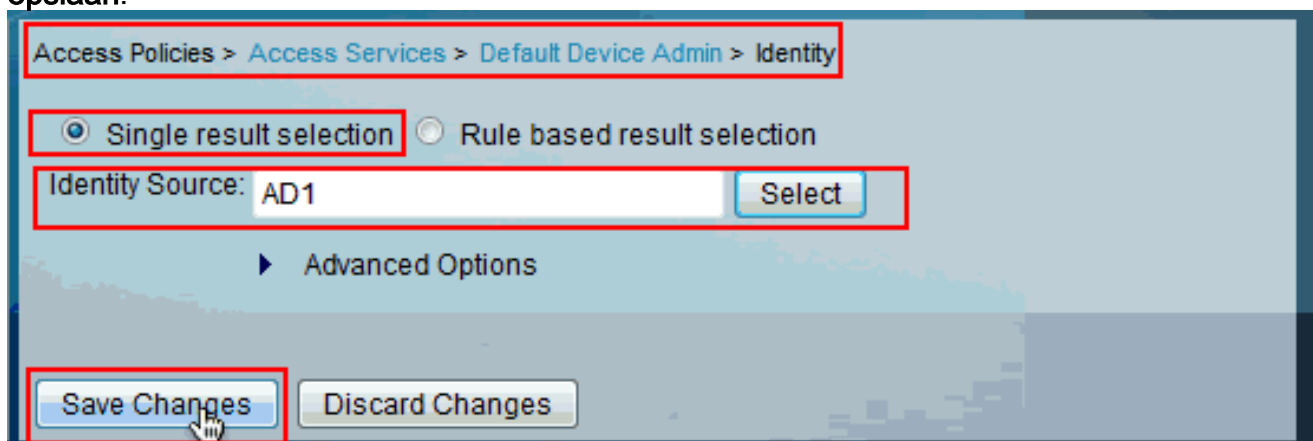 opslaan.
Access Policies > Access Services > Default Device Admin > Identity
Single result selection Rule based result selection
Identity Source: AD1 Select
Advanced Options
Save Changes Discard Changes